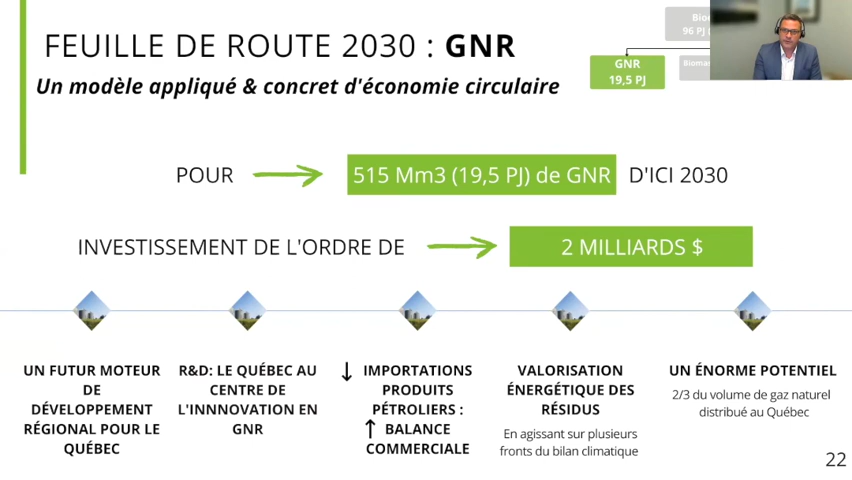 FEUILLE DE ROUTE 2030 : GNR
Un modèle appliqué & concret d'économie circulaire
96 PJ
GNR
19,5 PJ
POUR
515 Mm3 (19,5 PJ) de GNR
D'ICI 2030
INVESTISSEMENT DE L'ORDRE DE
2 MILLIARDS $
UN FUTUR MOTEUR
DE
DÉVELOPPEMENT
RÉGIONAL POUR LE
QUÉBEC
R&D: LE QUÉBEC AU
CENTRE DE
L'INNNOVATION EN
GNR
↓ IMPORTATIONS
PRODUITS
PÉTROLIERS :
↑ BALANCE
COMMERCIALE
VALORISATION
ÉNERGÉTIQUE DES
RÉSIDUS
En agissant sur plusieurs
fronts du bilan climatique
UN ÉNORME POTENTIEL
2/3 du volume de gaz naturel
distribué au Québec
22